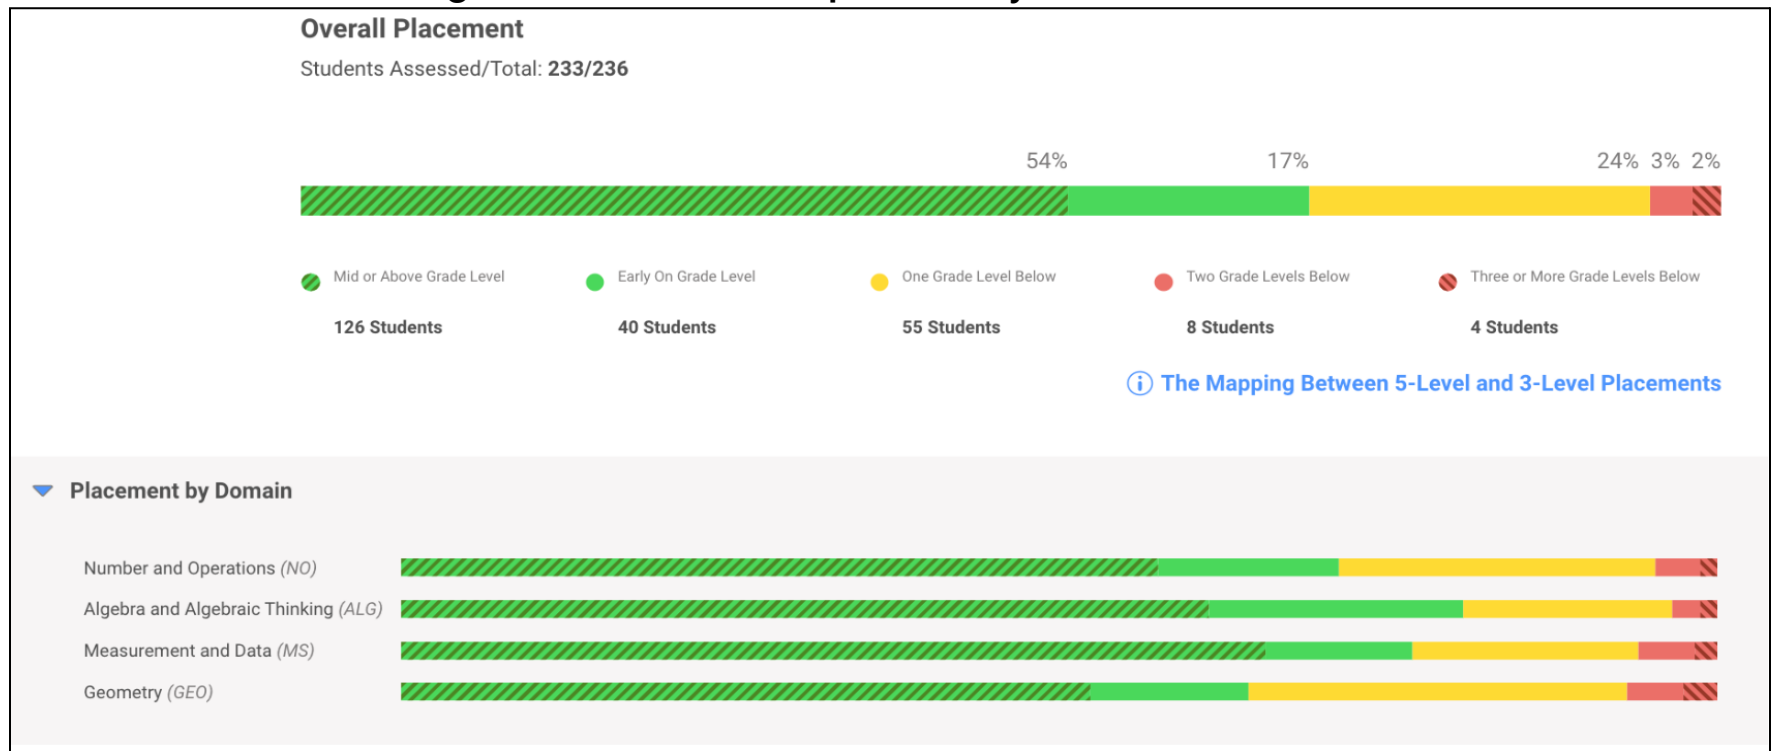 Overall Placement
Students Assessed/Total: 233/236
54% 17% 24% 3% 2%
Mid or Above Grade Level Early On Grade Level One Grade Level Below Two Grade Levels Below Three or More Grade Levels Below
126 Students 40 Students 55 Students 8 Students 4 Students
The Mapping Between 5-Level and 3-Level Placements
Placement by Domain
Number and Operations (NO)
Algebra and Algebraic Thinking (ALG)
Measurement and Data (MS)
Geometry (GEO)